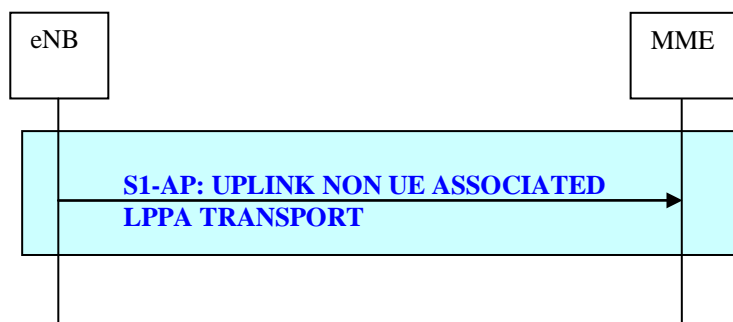 eNB
MME
S1-AP: UPLINK NON UE ASSOCIATED
LPPA TRANSPORT